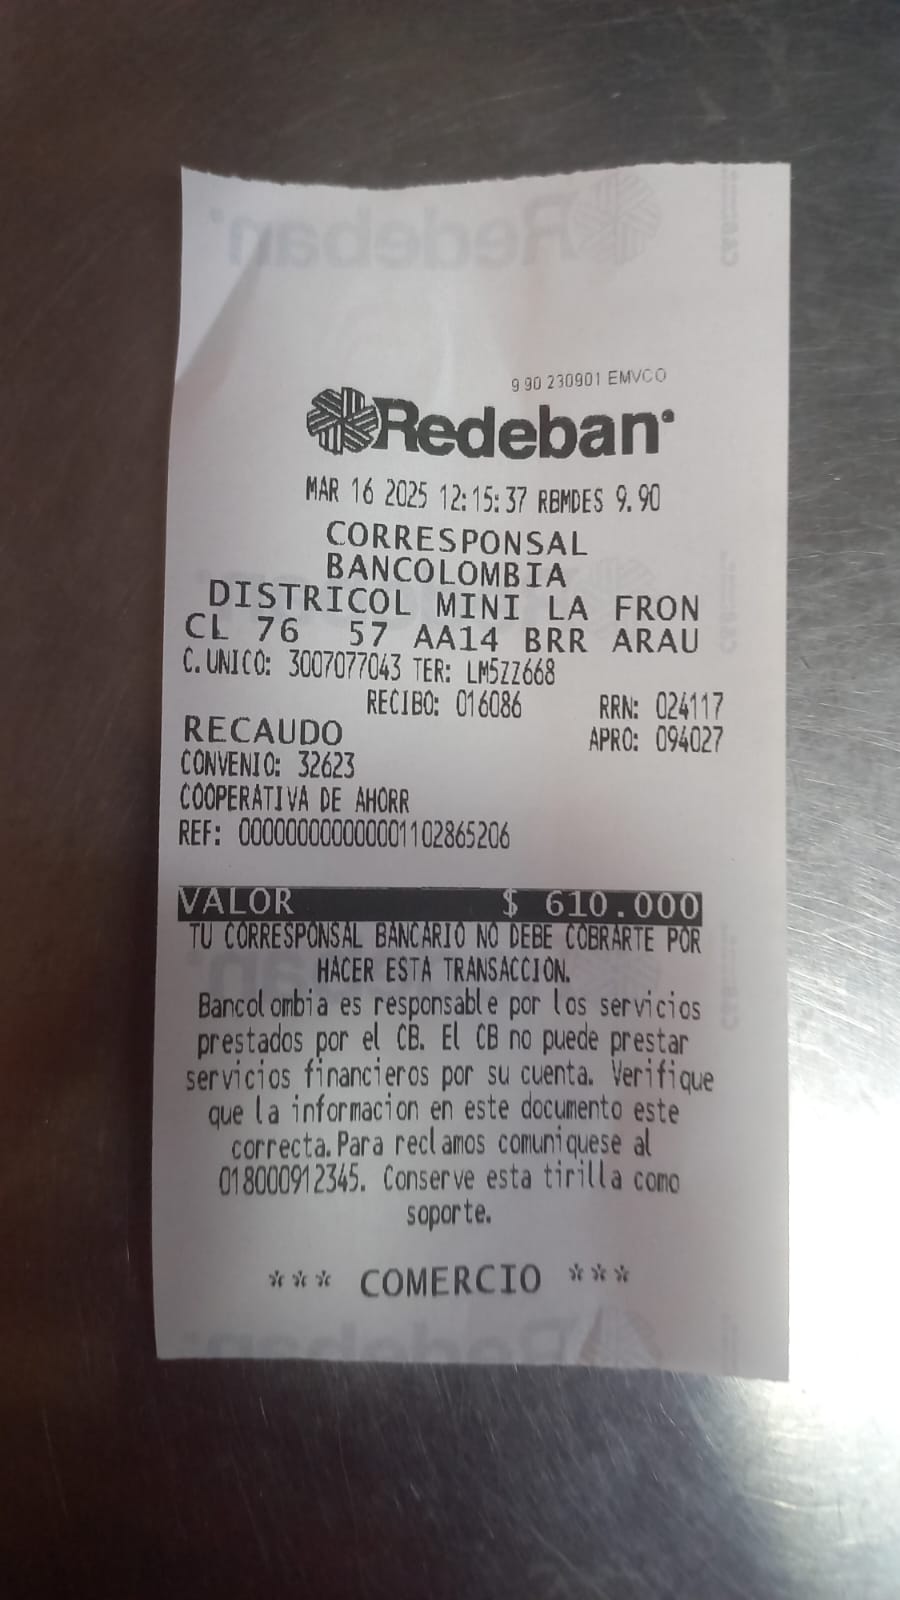 9 90 230901 EMVCO
Redeban
MAR 16 2025 12:15:37 RBMDES 9.90
CORRESPONSAL
BANCOLOMBIA
DISTRICOL MINI LA FRON
CL 76 57 AA14 BRR ARAU
C.UNICO: 3007077043 TER: LM5ZZ668
RECIBO: 016086 RRN: 024117
RECAUDO APRO: 094027
CONVENIO: 32623
COOPERATIVA DE AHORR
REF: 00000000000001102865206
VALOR $ 610.000
TU CORRESPONSAL BANCARIO NO DEBE COBRARTE POR
HACER ESTA TRANSACCION.
Bancolombia es responsable por los servicios
prestados por el CB. El CB no puede prestar
servicios financieros por su cuenta. Verifique
que la informacion en este documento este
correcta.Para reclamos comuniquese al
018000912345. Conserve esta tirilla como
soporte.
*** COMERCIO ***